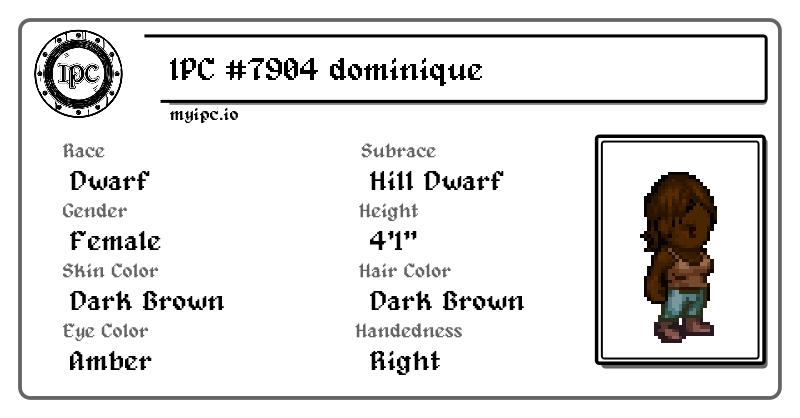 IPC
IPC #7904 dominique
myipc.io
Race
Dwarf
Subrace
Hill Dwarf
Gender
Female
Height
4'1"
Skin Color
Dark Brown
Hair Color
Dark Brown
Eye Color
Amber
Handedness
Right